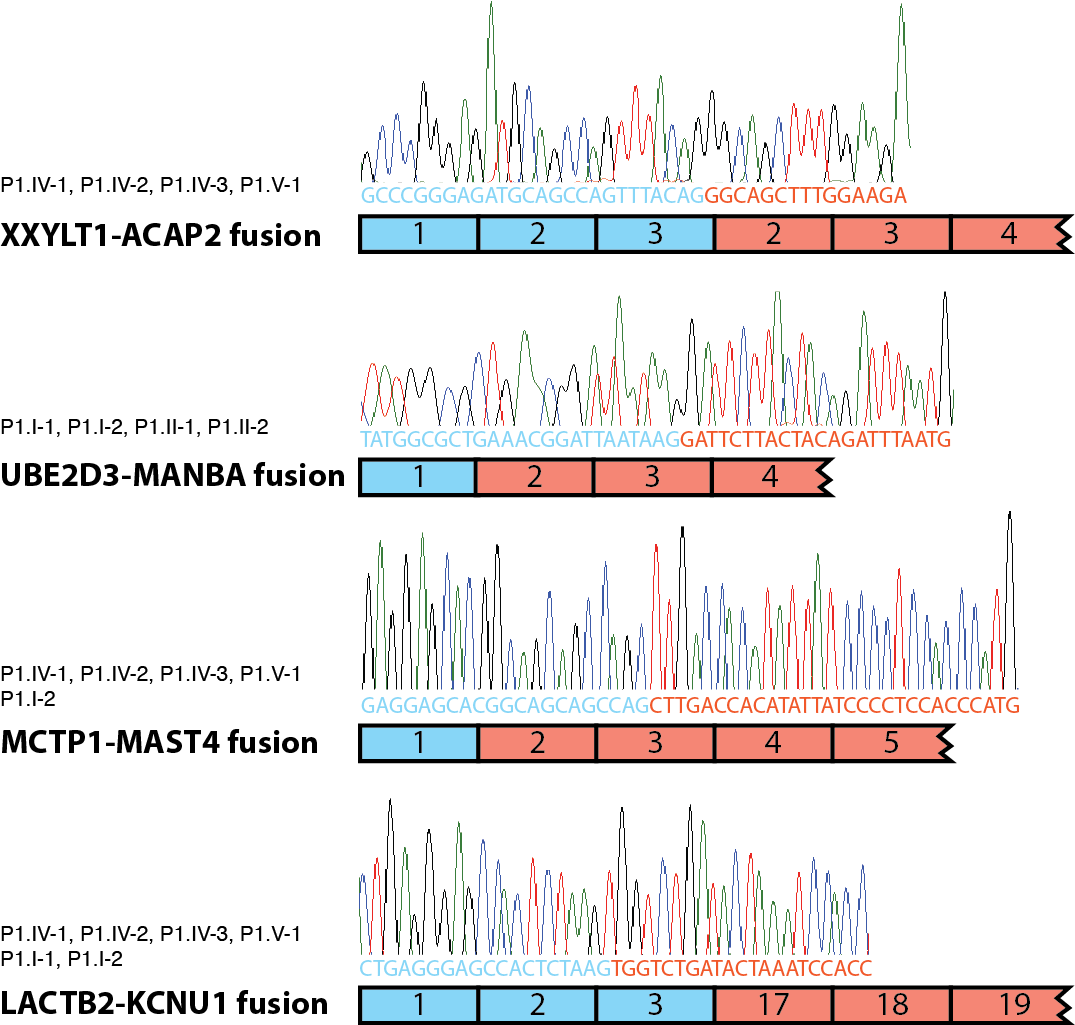 P1.IV-1, P1.IV-2, P1.IV-3, P1.V-1
GCCCGGGAGATGCAGCCAGTTTACAGGGCAGCTTTGGAAGA
XXYLT1-ACAP2 fusion
1 2 3 2 3 4
P1.I-1, P1.I-2, P1.II-1, P1.II-2
TATGGCGCTGAAACGGATTAATAAGGATTCTTACTACAGATTTAATG
UBE2D3-MANBA fusion
1 2 3 4
P1.IV-1, P1.IV-2, P1.IV-3, P1.V-1
P1.I-2
GAGGAGCACGGCAGCAGCCAGCTTGACCACATATTATCCCCTCCACCCATG
MCTP1-MAST4 fusion
1 2 3 4 5
P1.IV-1, P1.IV-2, P1.IV-3, P1.V-1
P1.I-1, P1.I-2
CTGAGGGAGCCACTCTAAGTGGTCTGATACTAAATCCACC
LACTB2-KCNU1 fusion
1 2 3 17 18 19